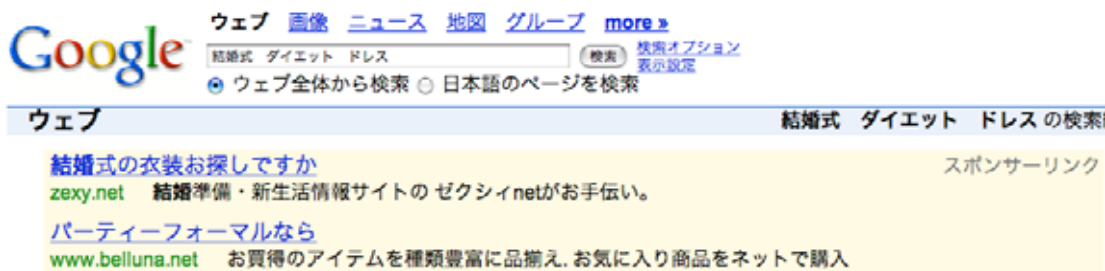 Google
ウェブ 画像 ニュース 地図 グループ more »
結婚式 ダイエット ドレス 検索 検索オプション
表示設定
ウェブ全体から検索 日本語のページを検索
ウェブ 結婚式 ダイエット ドレス の検索
結婚式の衣装お探しですか スポンサーリンク
zexy.net 結婚準備・新生活情報サイトの ゼクシィnetがお手伝い。
パーティーフォーマルなら
www.belluna.net お買得のアイテムを種類豊富に品揃え. お気に入り商品をネットで購入